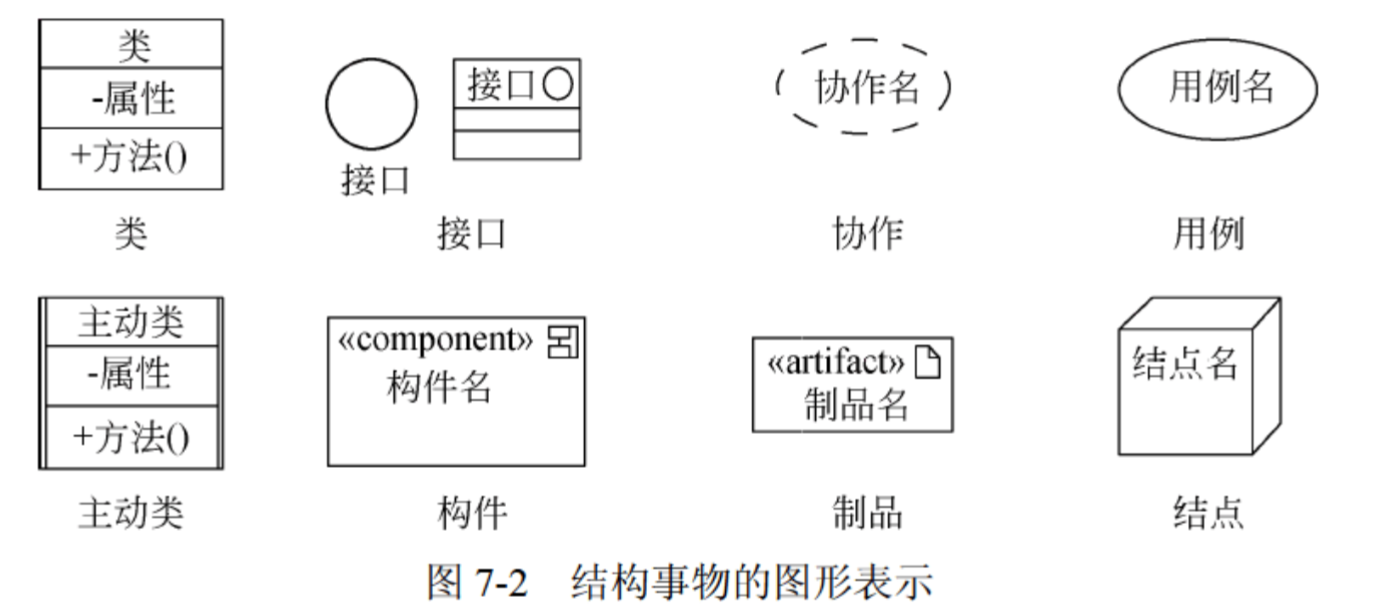 类
-属性
+方法()
类
接口
接口
接口
协作名
协作
用例名
用例
主动类
-属性
+方法()
主动类
«component»
构件名
构件
«artifact»
制品名
制品
结点名
结点
图 7-2 结构事物的图形表示